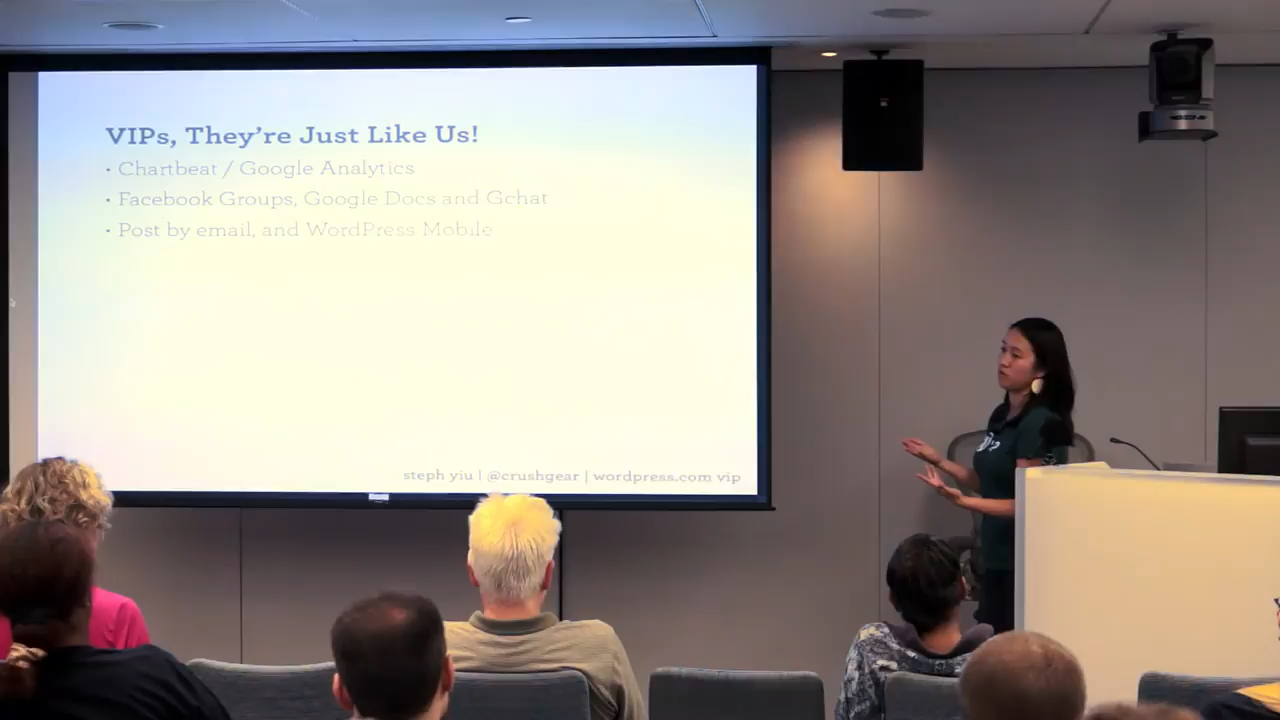 VIPs, They're Just Like Us!
• Chartbeat / Google Analytics
• Facebook Groups, Google Docs and Gchat
• Post by email, and WordPress Mobile
steph yiu | @crushgear | wordpress.com vip